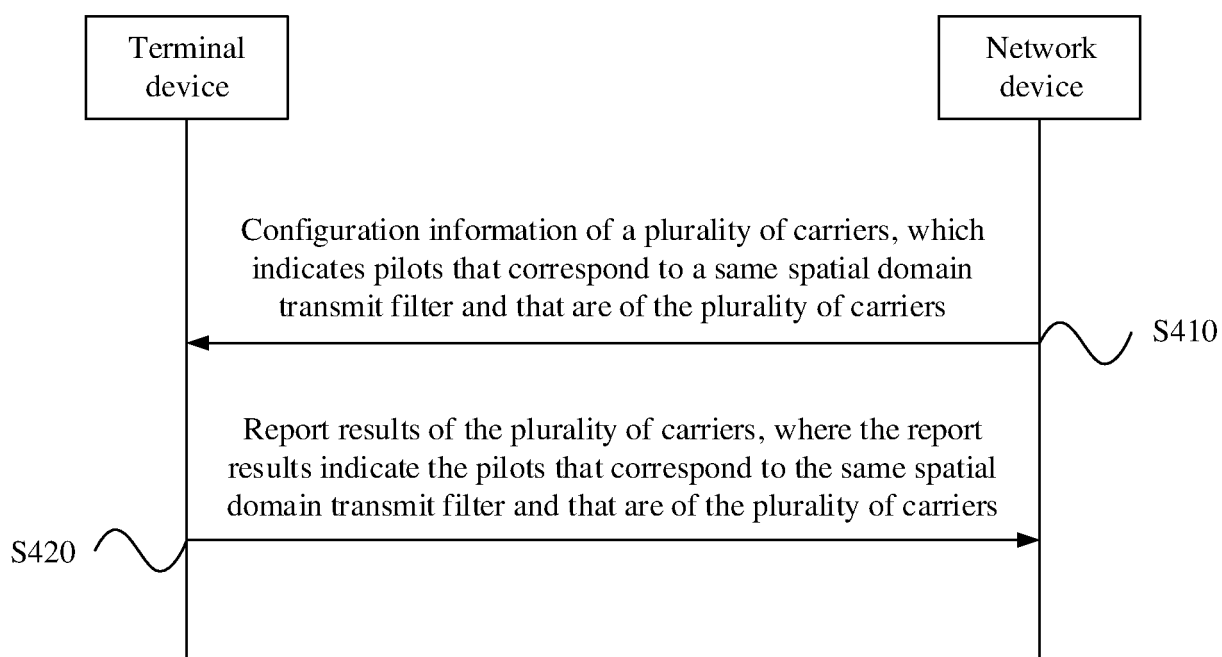 Terminal
device
Network
device
Configuration information of a plurality of carriers, which
indicates pilots that correspond to a same spatial domain
transmit filter and that are of the plurality of carriers
S410
Report results of the plurality of carriers, where the report
results indicate the pilots that correspond to the same spatial
domain transmit filter and that are of the plurality of carriers
S420